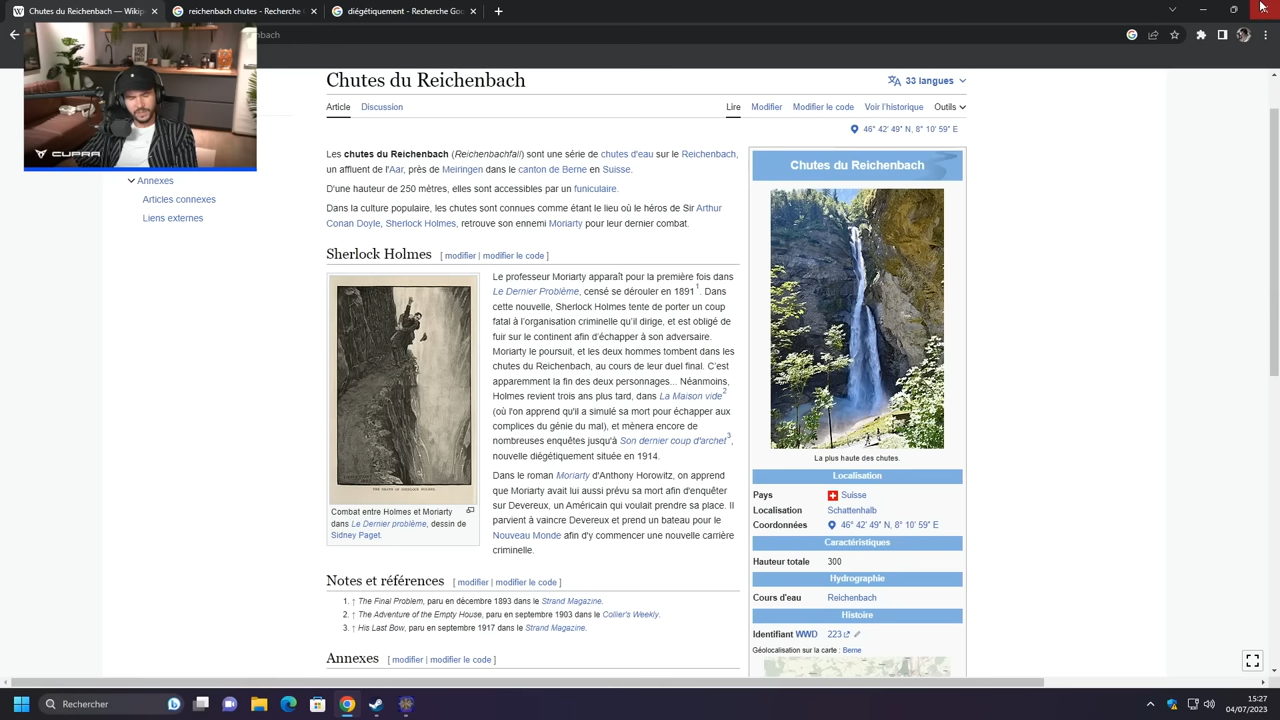 Chutes du Reichenbach - Wikip
Chutes du Reichenbach - Recherche
diégétiquement - Recherche Goo
bach
CUPRA
Annexes
Articles connexes
Liens externes
Chutes du Reichenbach
33 langues
Article Discussion Lire Modifier Modifier le code Voir l'historique Outils
46° 42′ 49″ N, 8° 10′ 59″ E
Les chutes du Reichenbach (Reichenbachfall) sont une série de chutes d'eau sur le Reichenbach,
un affluent de l'Aar, près de Meiringen dans le canton de Berne en Suisse.
D'une hauteur de 250 mètres, elles sont accessibles par un funiculaire.
Dans la culture populaire, les chutes sont connues comme étant le lieu où le héros de Sir Arthur
Conan Doyle, Sherlock Holmes, retrouve son ennemi Moriarty pour leur dernier combat.
Sherlock Holmes [ modifier | modifier le code ]
THE DEATH OF SHERLOCK HOLMES.
Combat entre Holmes et Moriarty
dans Le Dernier problème, dessin de
Sidney Paget.
Le professeur Moriarty apparaît pour la première fois dans
Le Dernier Problème, censé se dérouler en 1891¹. Dans
cette nouvelle, Sherlock Holmes tente de porter un coup
fatal à l'organisation criminelle qu'il dirige, et est obligé de
fuir sur le continent afin d'échapper à son adversaire.
Moriarty le poursuit, et les deux hommes tombent dans les
chutes du Reichenbach, au cours de leur duel final. C'est
apparemment la fin des deux personnages... Néanmoins,
Holmes revient trois ans plus tard, dans La Maison vide²
(où l'on apprend qu'il a simulé sa mort pour échapper aux
complices du génie du mal), et mènera encore de
nombreuses enquêtes jusqu'à Son dernier coup d'archet³,
nouvelle diégétiquement située en 1914.
Dans le roman Moriarty d'Anthony Horowitz, on apprend
que Moriarty avait lui aussi prévu sa mort afin d'enquêter
sur Devereux, un Américain qui voulait prendre sa place. Il
parvient à vaincre Devereux et prend un bateau pour le
Nouveau Monde afin d'y commencer une nouvelle carrière
criminelle.
Notes et références [ modifier | modifier le code ]
1. ↑ The Final Problem, paru en décembre 1893 dans le Strand Magazine.
2. ↑ The Adventure of the Empty House, paru en septembre 1903 dans le Collier's Weekly.
3. ↑ His Last Bow, paru en septembre 1917 dans le Strand Magazine.
Annexes [ modifier | modifier le code ]
Chutes du Reichenbach
La plus haute des chutes.
Localisation
Pays Suisse
Localisation Schattenhalb
Coordonnées 46° 42′ 49″ N, 8° 10′ 59″ E
Caractéristiques
Hauteur totale 300
Hydrographie
Cours d'eau Reichenbach
Histoire
Identifiant WWD 223
Géolocalisation sur la carte : Berne
Rechercher
15:27
04/07/2023